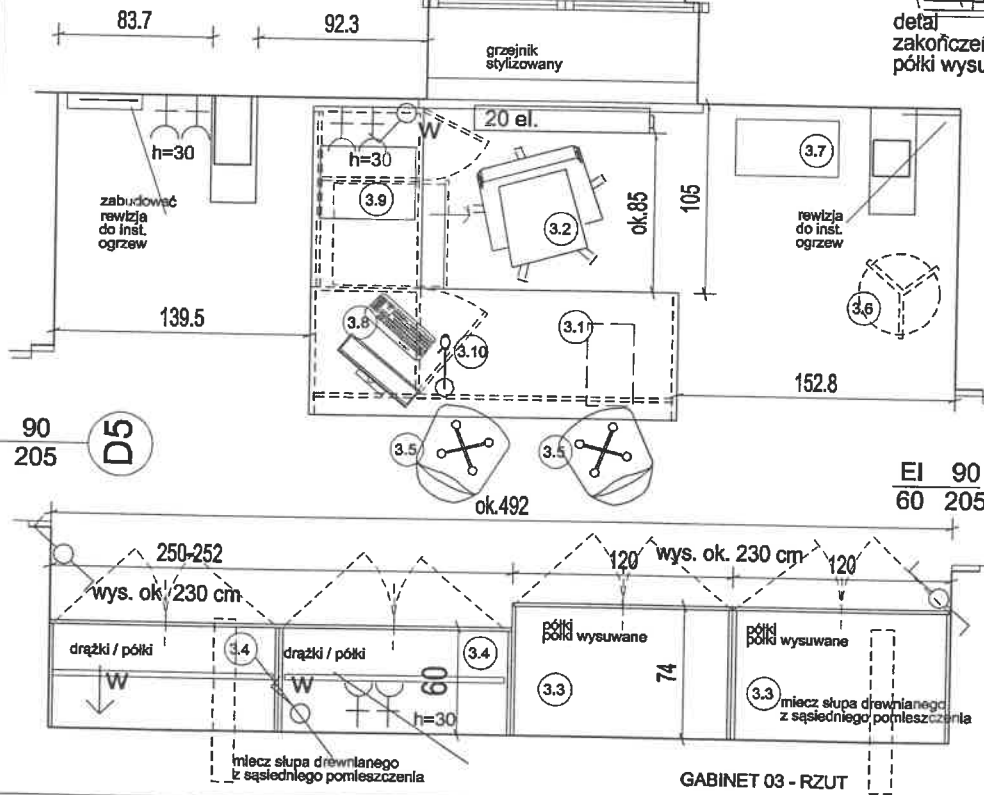 83.7
92.3
grzejnik
stylizowany
detal
półki wysu
20 el.
W
h=30
h=30
3.9
3.2
ok.85
105
3.7
zabudować
rewizja
do inst.
ogrzew
rewizja
do inst.
ogrzew
3.6
139.5
3.8
3.10
3.1
152.8
90
205
D5
3.5
3.5
EI 90
60 205
ok.492
250-252
120
wys. ok. 230 cm
120
wys. ok 230 cm
drążki / półki
3.4
drążki / półki
3.4
półki
półki wysuwane
półki
półki wysuwane
W
W
60
h=30
3.3
74
3.3
miecz słupa drewnianego
z sąsiedniego pomieszczenia
miecz słupa drewnianego
z sąsiedniego pomieszczenia
GABINET 03 - RZUT